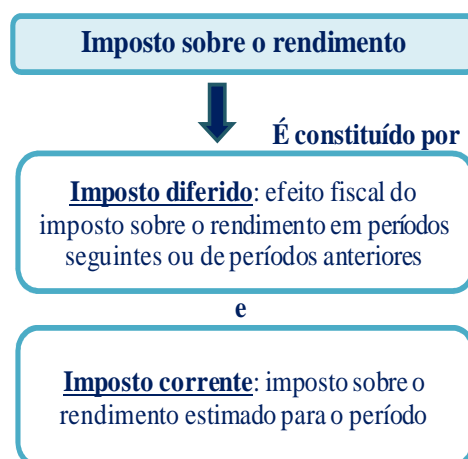 Imposto sobre o rendimento
É constituído por
Imposto diferido: efeito fiscal do
imposto sobre o rendimento em períodos
seguintes ou de períodos anteriores
e
Imposto corrente: imposto sobre o
rendimento estimado para o período